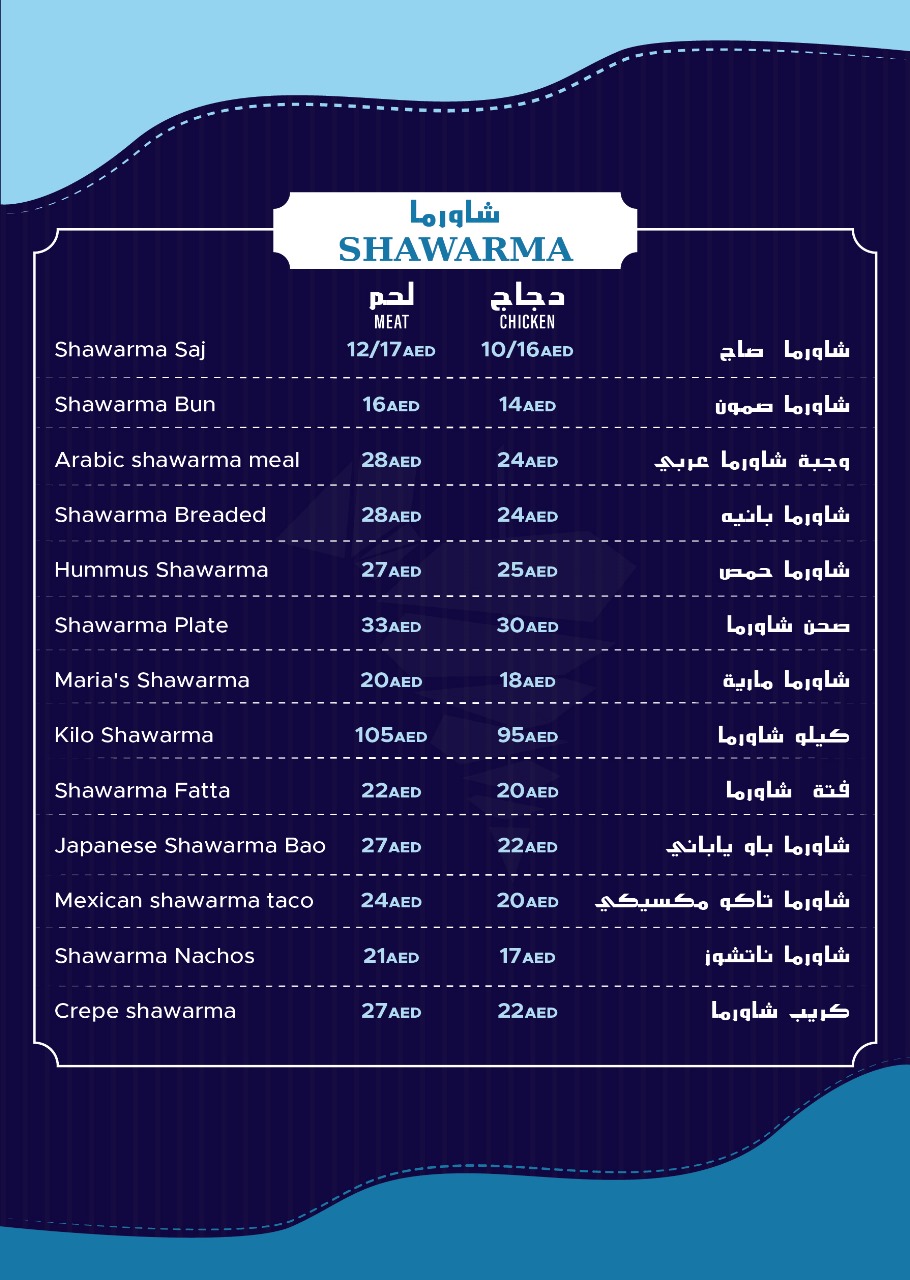 شاورما
SHAWARMA
لحم دجاج
MEAT CHICKEN
Shawarma Saj 12/17AED 10/16AED شاورما صاج
Shawarma Bun 16AED 14AED شاورما صمون
Arabic shawarma meal 28AED 24AED وجبة شاورما عربي
Shawarma Breaded 28AED 24AED شاورما بانيه
Hummus Shawarma 27AED 25AED شاورما حمص
Shawarma Plate 33AED 30AED صحن شاورما
Maria's Shawarma 20AED 18AED شاورما مارية
Kilo Shawarma 105AED 95AED كيلو شاورما
Shawarma Fatta 22AED 20AED فتة شاورما
Japanese Shawarma Bao 27AED 22AED شاورما باو ياباني
Mexican shawarma taco 24AED 20AED شاورما تاكو مكسيكي
Shawarma Nachos 21AED 17AED شاورما ناتشوز
Crepe shawarma 27AED 22AED كريب شاورما